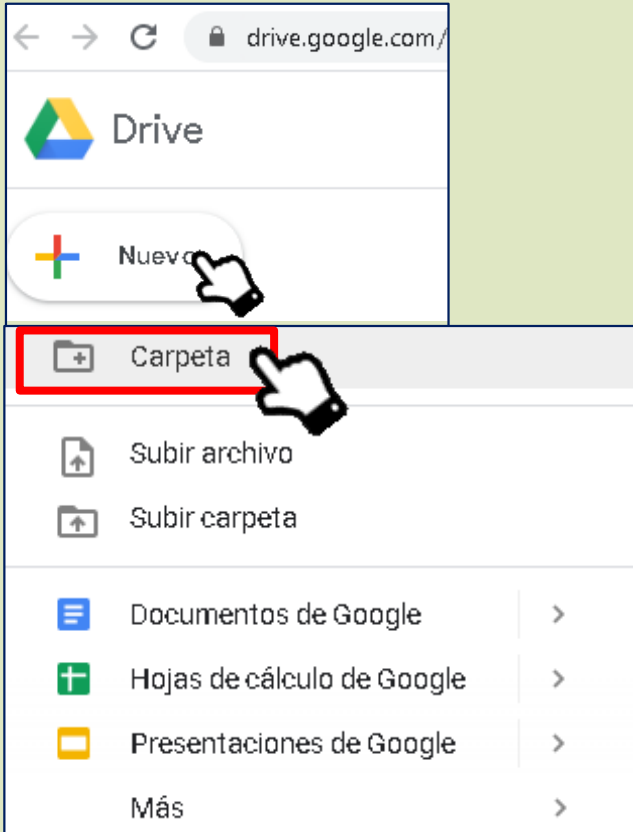 drive.google.com/
Drive
Nuevo
Carpeta
Subir archivo
Subir carpeta
Documentos de Google
Hojas de cálculo de Google
Presentaciones de Google
Más